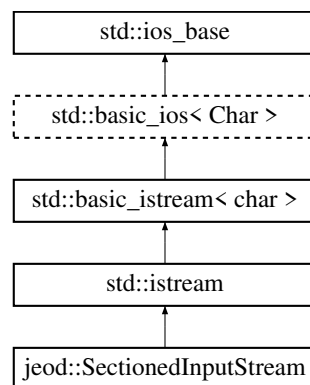 std::ios_base
std::basic_ios< Char >
std::basic_istream< char >
std::istream
jeod::SectionedInputStream